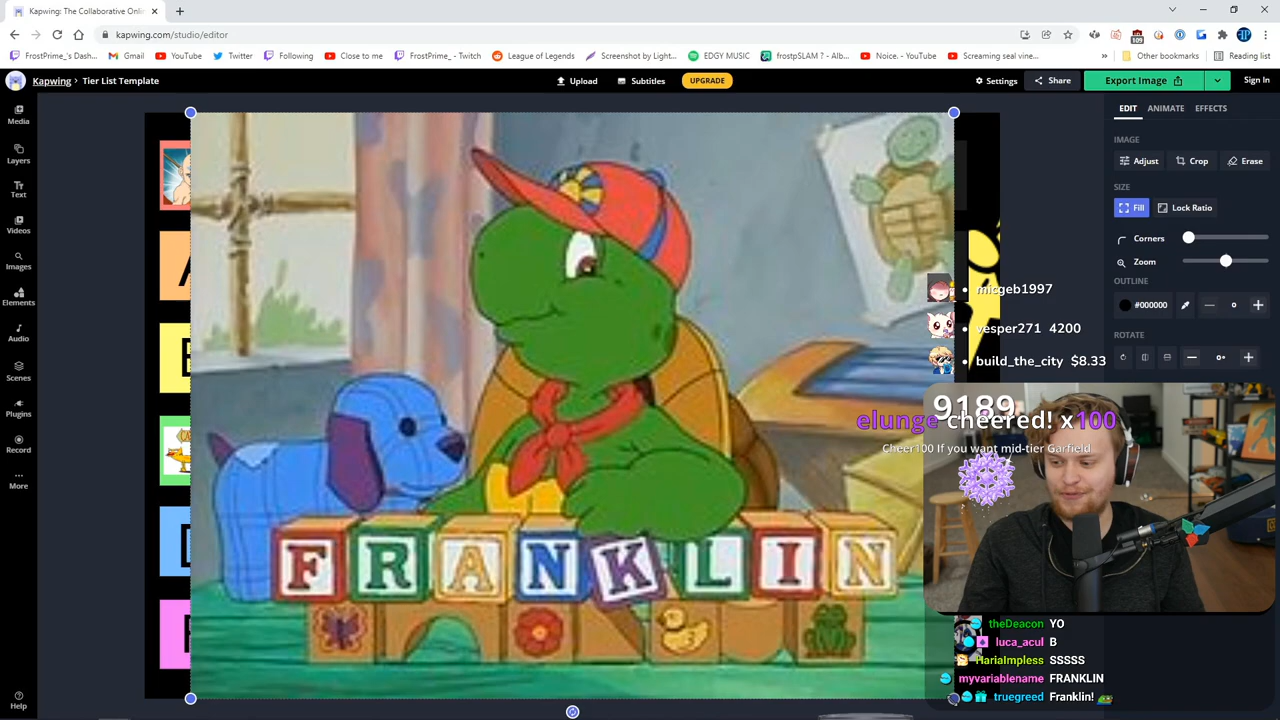 Kapwing: The Collaborative Onli
kapwing.com/studio/editor
109
FrostPrime_'s Dash...
Gmail
YouTube
Twitter
Following
Close to me
FrostPrime_ - Twitch
League of Legends
Screenshot by Light...
EDGY MUSIC
frostpSLAM ? - Alb...
Noice. - YouTube
Screaming seal vine...
Other bookmarks
Reading list
Kapwing
Tier List Template
Upload
Subtitles
UPGRADE
Settings
Share
Export Image
Sign In
Media
Layers
Text
Videos
Images
Elements
Audio
Scenes
Plugins
Record
More
Help
EDIT
ANIMATE
EFFECTS
IMAGE
Adjust
Crop
Erase
SIZE
Fill
Lock Ratio
Corners
Zoom
OUTLINE
#000000
0
ROTATE
FRANKLIN
• micgeb1997
• vesper271 4200
• build_the_city $8.33
9189
elunge cheered! x100
Cheer100 If you want mid-tier Garfield
theDeacon YO
luca_acul B
HariaImpless SSSSS
myvariablename FRANKLIN
truegreed Franklin!